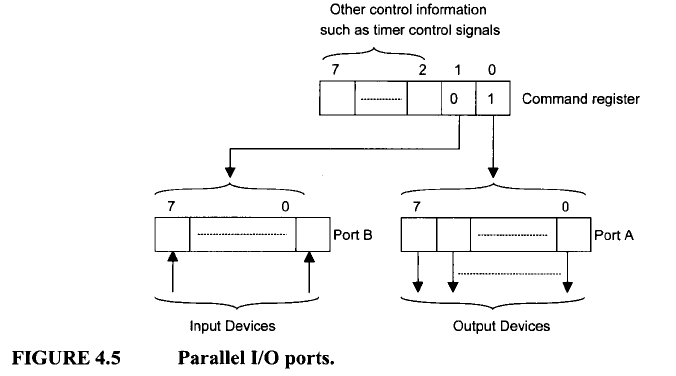 Other control information
such as timer control signals
7 2 1 0
0 1 Command register
7 0
Port B
7 0
Port A
Input Devices
Output Devices
FIGURE 4.5 Parallel I/O ports.